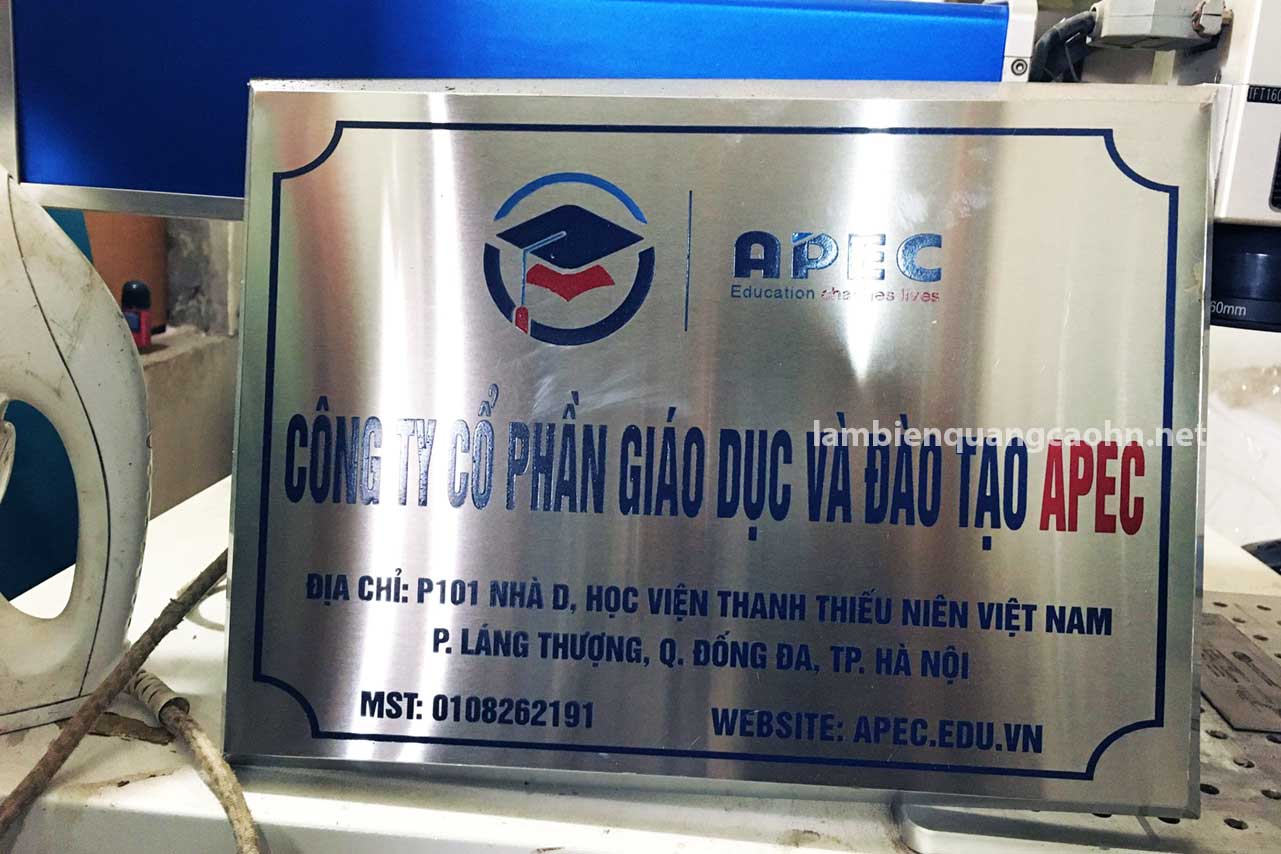 APEC
Education changes lives
CÔNG TY CỔ PHẦN GIÁO DỤC VÀ ĐÀO TẠO APEC
lambienquangcaohn.net
ĐỊA CHỈ: P101 NHÀ D, HỌC VIỆN THANH THIẾU NIÊN VIỆT NAM
P. LÁNG THƯỢNG, Q. ĐỐNG ĐA, TP. HÀ NỘI
MST: 0108262191 WEBSITE: APEC.EDU.VN
60mm